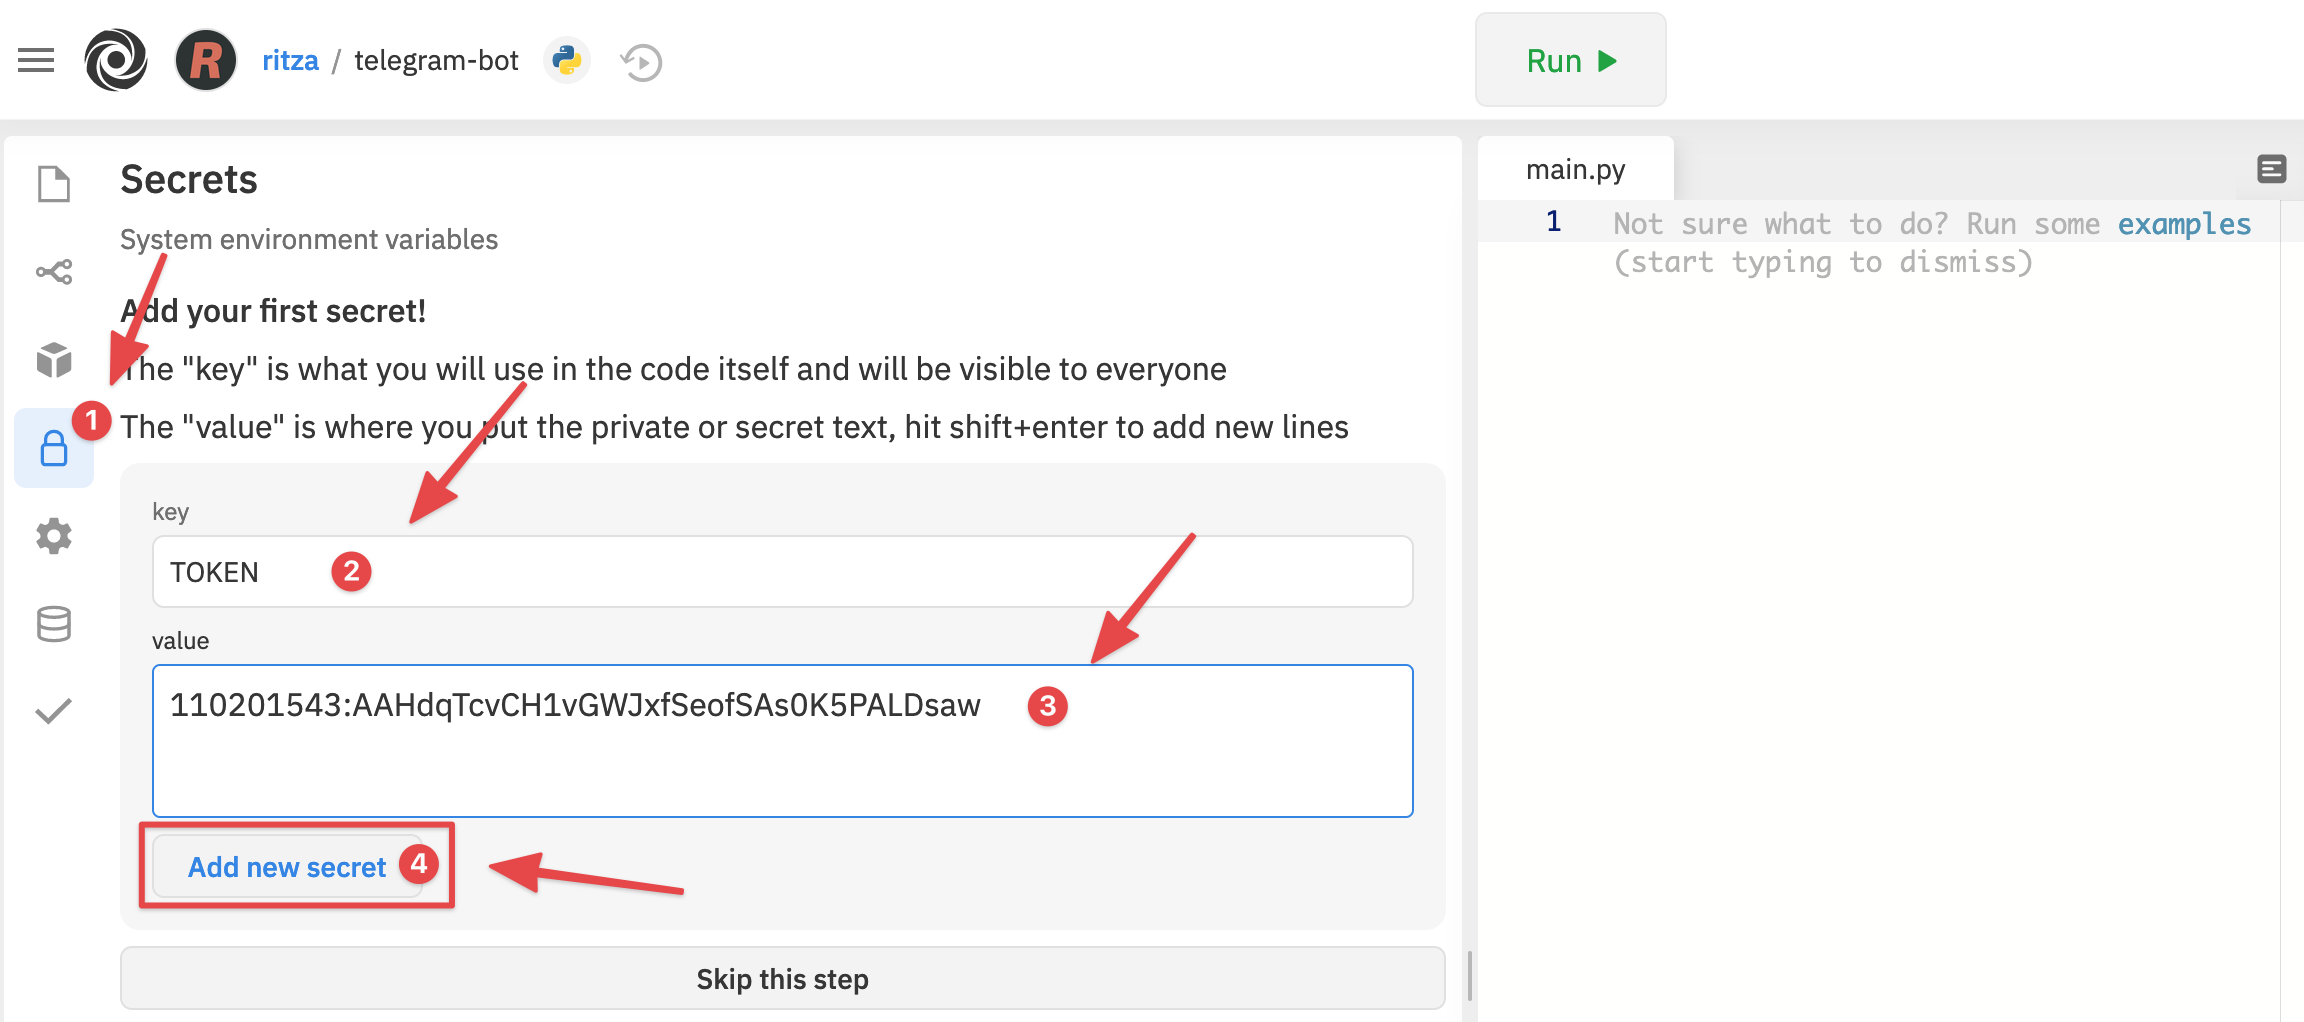 R ritza / telegram-bot
Run
Secrets
System environment variables
Add your first secret!
The "key" is what you will use in the code itself and will be visible to everyone
1
The "value" is where you put the private or secret text, hit shift+enter to add new lines
key
TOKEN 2
value
110201543:AAHdqTcvCH1vGWJxfSeofSAs0K5PALDsaw 3
Add new secret 4
Skip this step
main.py
1 Not sure what to do? Run some examples
(start typing to dismiss)